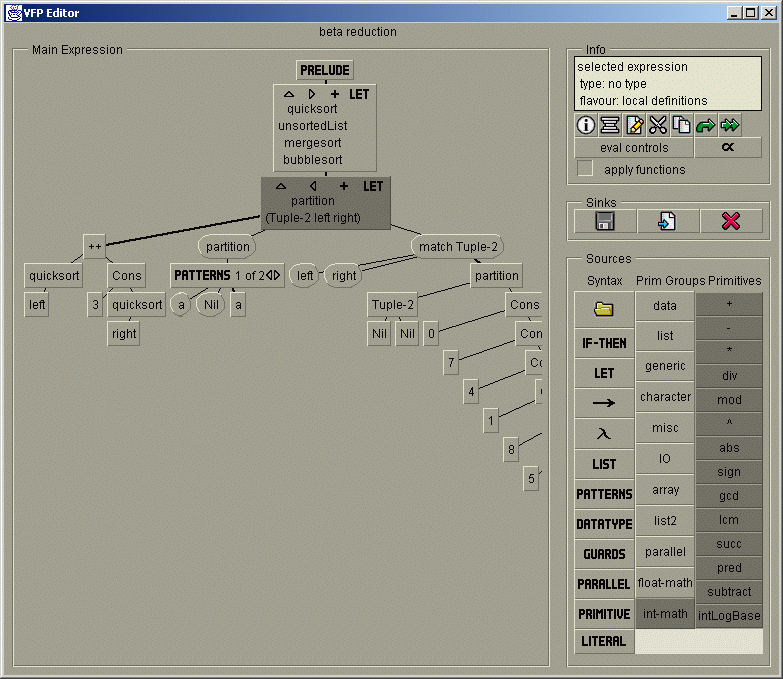 VFP Editor
beta reduction
Main Expression
PRELUDE
+ LET
quicksort
unsortedList
mergesort
bubblesort
+ LET
partition
(Tuple-2 left right)
++
partition
match Tuple-2
quicksort
Cons
PATTERNS 1 of 2
left
right
partition
left
3
quicksort
a
Nil
a
Tuple-2
Cons
right
Nil
Nil
0
Con
7
Co
4
1
8
5
Info
selected expression
type: no type
flavour: local definitions
eval controls
α
apply functions
Sinks
Sources
Syntax
Prim Groups
Primitives
IF-THEN
LET
→
λ
LIST
PATTERNS
DATATYPE
GUARDS
PARALLEL
PRIMITIVE
LITERAL
data
list
generic
character
misc
IO
array
list2
parallel
float-math
int-math
+
-
*
div
mod
^
abs
sign
gcd
lcm
succ
pred
subtract
intLogBase